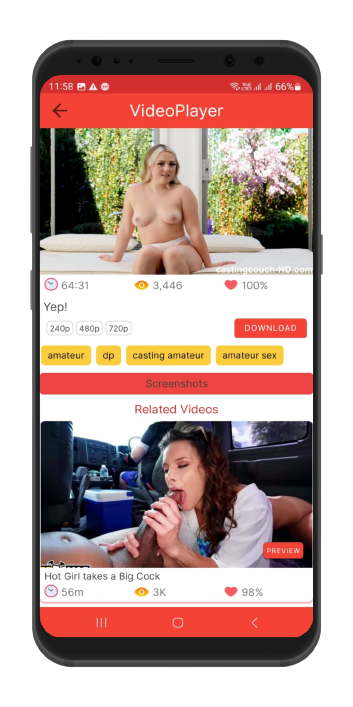 11:58 66%
VideoPlayer
castingcouch-HD.com
64:31 3,446 100%
Yep!
240p 480p 720p DOWNLOAD
amateur dp casting amateur amateur sex
Screenshots
Related Videos
PREVIEW
Hot Girl takes a Big Cock
56m 3K 98%